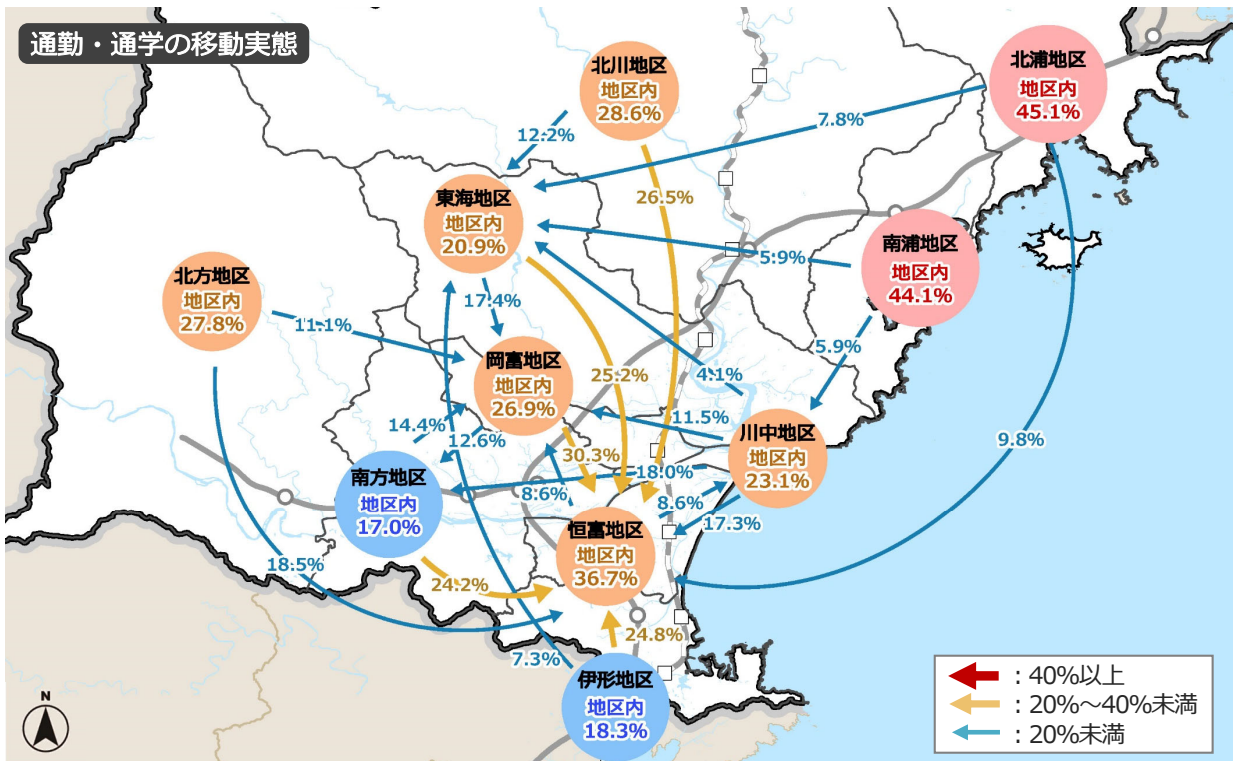 通勤・通学の移動実態
北川地区
地区内
28.6%
北浦地区
地区内
45.1%
12.2%
7.8%
26.5%
東海地区
地区内
20.9%
南浦地区
地区内
44.1%
5.9%
北方地区
地区内
27.8%
17.4%
11.1%
5.9%
岡富地区
地区内
26.9%
25.2%
4.1%
14.4%
12.6%
11.5%
川中地区
地区内
23.1%
9.8%
30.3%
18.0%
南方地区
地区内
17.0%
8.6%
8.6%
17.3%
恒富地区
地区内
36.7%
18.5%
24.2%
24.8%
7.3%
伊形地区
地区内
18.3%
N
：40%以上
：20%～40%未満
：20%未満